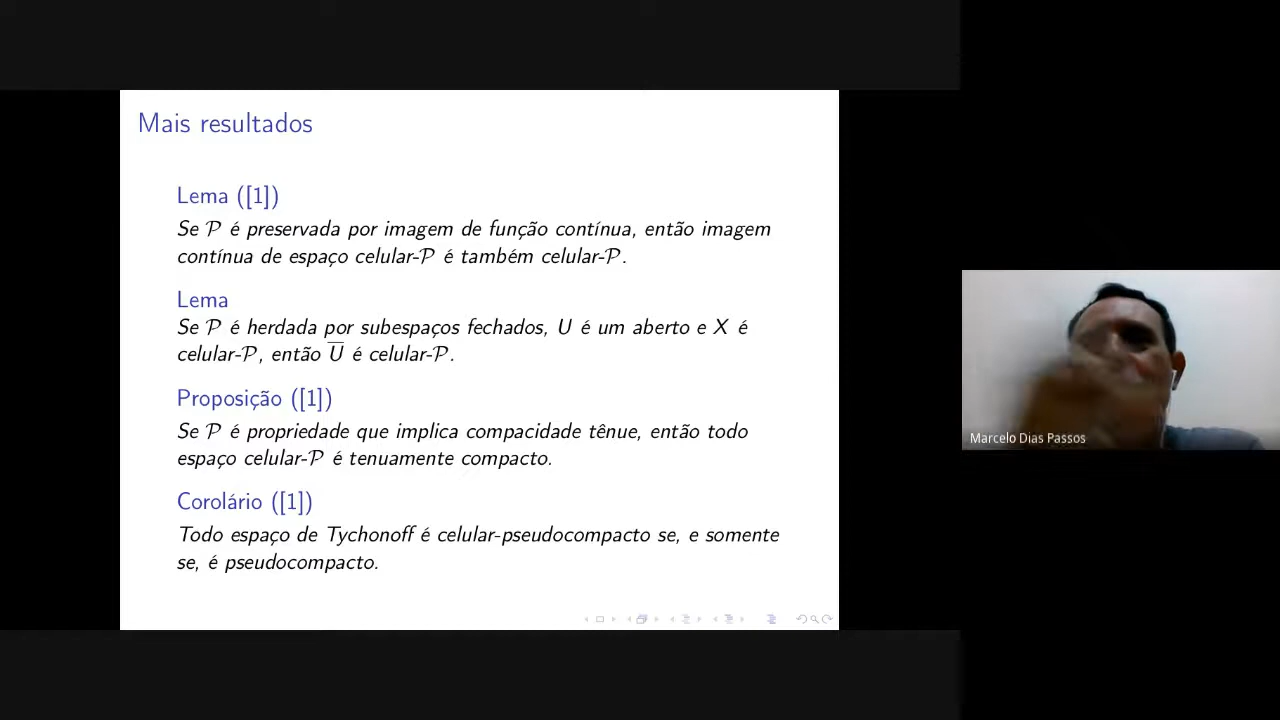 Mais resultados
Lema ([1])
Se 𝒫 é preservada por imagem de função contínua, então imagem
contínua de espaço celular-𝒫 é também celular-𝒫.
Lema
Se 𝒫 é herdada por subespaços fechados, U é um aberto e X é
celular-𝒫, então U̅ é celular-𝒫.
Proposição ([1])
Se 𝒫 é propriedade que implica compacidade tênue, então todo
espaço celular-𝒫 é tenuamente compacto.
Corolário ([1])
Todo espaço de Tychonoff é celular-pseudocompacto se, e somente
se, é pseudocompacto.
Marcelo Dias Passos